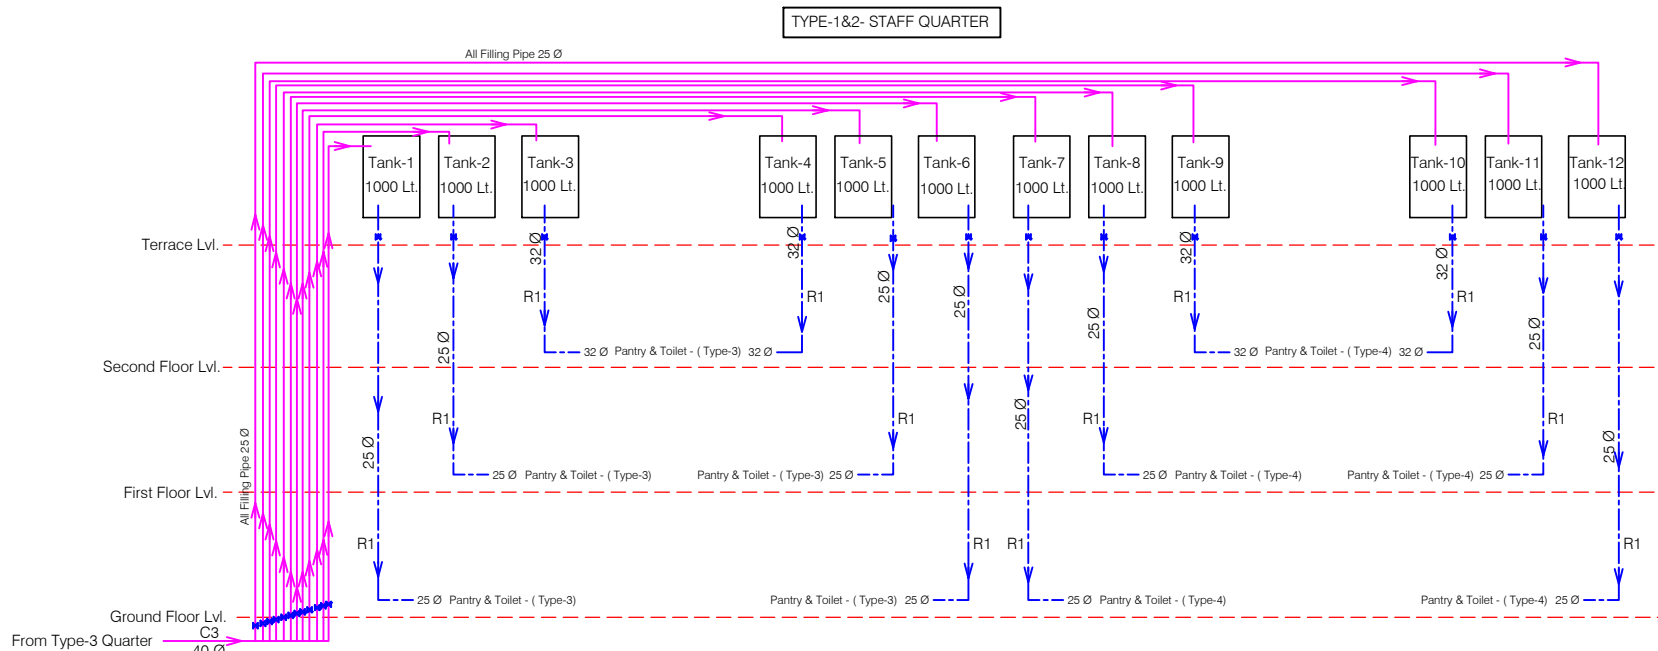 TYPE-1&2- STAFF QUARTER
All Filling Pipe 25 Ø
Tank-1
1000 Lt.
Tank-2
1000 Lt.
Tank-3
1000 Lt.
Tank-4
1000 Lt.
Tank-5
1000 Lt.
Tank-6
1000 Lt.
Tank-7
1000 Lt.
Tank-8
1000 Lt.
Tank-9
1000 Lt.
Tank-10
1000 Lt.
Tank-11
1000 Lt.
Tank-12
1000 Lt.
Terrace Lvl.
32 Ø
32 Ø
25 Ø
25 Ø
32 Ø
32 Ø
R1
R1
R1
R1
25 Ø
25 Ø
25 Ø
32 Ø Pantry & Toilet - ( Type-3) 32 Ø
32 Ø Pantry & Toilet - ( Type-4) 32 Ø
Second Floor Lvl.
R1
R1
25 Ø
R1
R1
25 Ø
25 Ø
All Filling Pipe 25 Ø
25 Ø Pantry & Toilet - ( Type-3)
Pantry & Toilet - ( Type-3) 25 Ø
25 Ø Pantry & Toilet - ( Type-4)
Pantry & Toilet - ( Type-4) 25 Ø
First Floor Lvl.
R1
R1
R1
R1
25 Ø Pantry & Toilet - ( Type-3)
Pantry & Toilet - ( Type-3) 25 Ø
25 Ø Pantry & Toilet - ( Type-4)
Pantry & Toilet - ( Type-4) 25 Ø
Ground Floor Lvl.
C3
From Type-3 Quarter
40 Ø